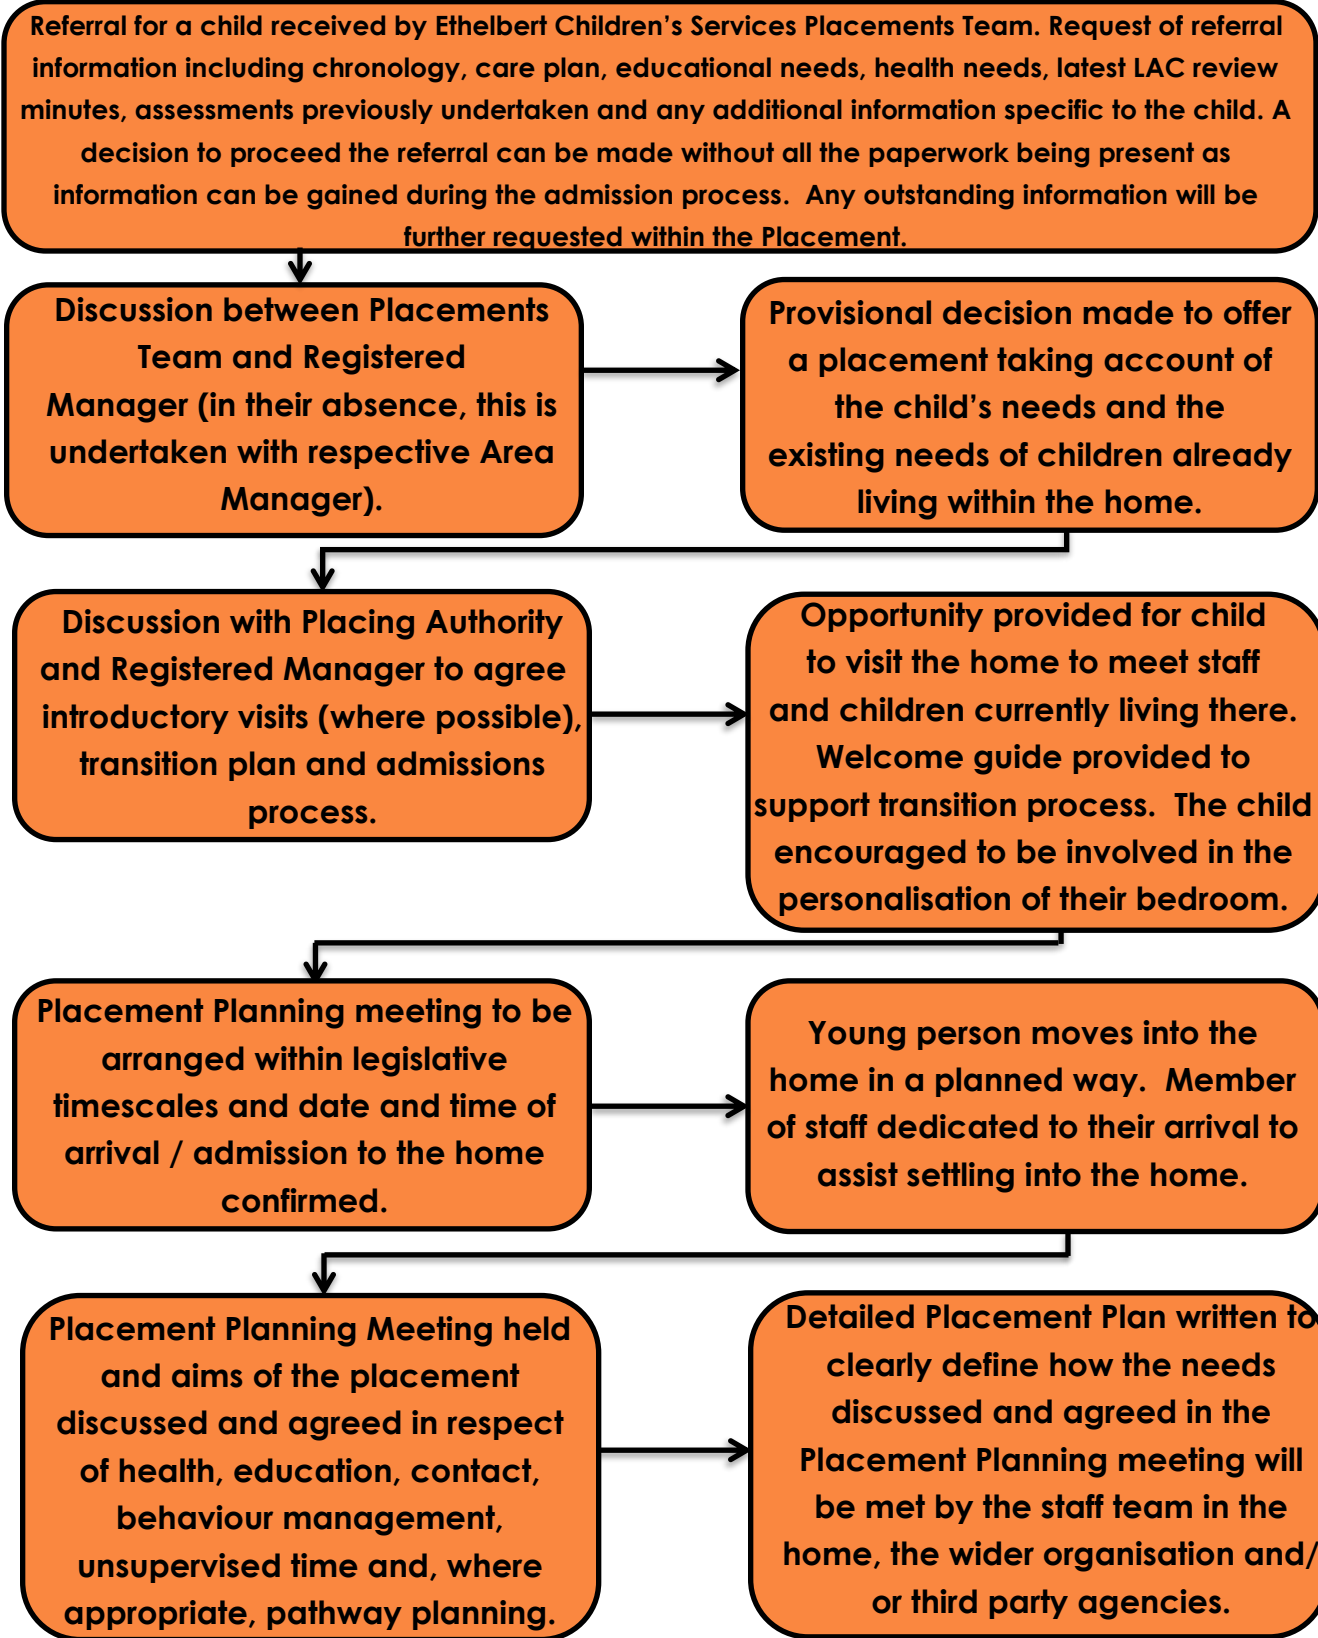 Referral for a child received by Ethelbert Children’s Services Placements Team. Request of referral
information including chronology, care plan, educational needs, health needs, latest LAC review
minutes, assessments previously undertaken and any additional information specific to the child. A
decision to proceed the referral can be made without all the paperwork being present as
information can be gained during the admission process.  Any outstanding information will be
further requested within the Placement.
Discussion between Placements
Team and Registered
Manager (in their absence, this is
undertaken with respective Area
Manager).
Provisional decision made to offer
a placement taking account of
the child’s needs and the
existing needs of children already
living within the home.
Discussion with Placing Authority
and Registered Manager to agree
introductory visits (where possible),
transition plan and admissions
process.
Opportunity provided for child
to visit the home to meet staff
and children currently living there.
Welcome guide provided to
support transition process.  The child
encouraged to be involved in the
personalisation of their bedroom.
Placement Planning meeting to be
arranged within legislative
timescales and date and time of
arrival / admission to the home
confirmed.
Young person moves into the
home in a planned way.  Member
of staff dedicated to their arrival to
assist settling into the home.
Placement Planning Meeting held
and aims of the placement
discussed and agreed in respect
of health, education, contact,
behaviour management,
unsupervised time and, where
appropriate, pathway planning.
Detailed Placement Plan written to
clearly define how the needs
discussed and agreed in the
Placement Planning meeting will
be met by the staff team in the
home, the wider organisation and/
or third party agencies.